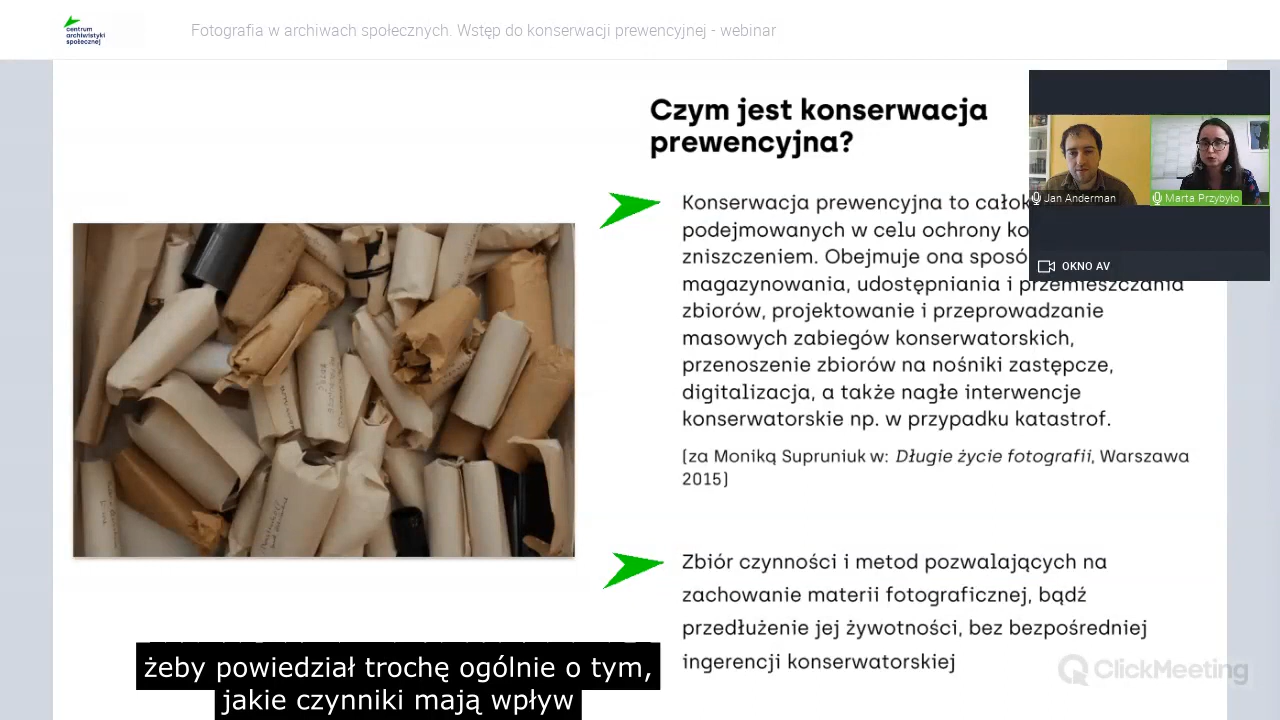 centrum
archiwistyki
społecznej
Fotografia w archiwach społecznych. Wstęp do konserwacji prewencyjnej - webinar
Czym jest konserwacja
prewencyjna?
Konserwacja prewencyjna to
podejmowanych w celu ochrony
zniszczeniem. Obejmuje ona
magazynowania, udostępniania i przemieszczania
zbiorów, projektowanie i przeprowadzanie
masowych zabiegów konserwatorskich,
przenoszenie zbiorów na nośniki zastępcze,
digitalizacja, a także nagłe interwencje
konserwatorskie np. w przypadku katastrof.
(za Moniką Supruniuk w: Długie życie fotografii, Warszawa
2015)
Zbiór czynności i metod pozwalających na
zachowanie materii fotograficznej, bądź
przedłużenie jej żywotności, bez bezpośredniej
ingerencji konserwatorskiej
Jan Anderman
Marta Przybyło
OKNO AV
żeby powiedział trochę ogólnie o tym,
jakie czynniki mają wpływ
ClickMeeting